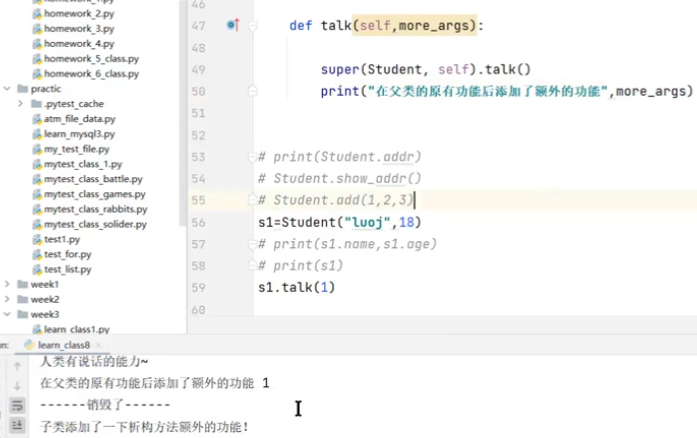 homework_2.py
homework_3.py
homework_4.py
homework_5_class.py
homework_6_class.py
practic
.pytest_cache
atm_file_data.py
learn_mysql3.py
my_test_file.py
mytest_class_1.py
mytest_class_battle.py
mytest_class_games.py
mytest_class_rabbits.py
mytest_class_solider.py
test1.py
test_for.py
test_list.py
week1
week2
week3
learn_class1.py
46
47 def talk(self,more_args):
48
49 super(Student, self).talk()
50 print("在父类的原有功能后添加了额外的功能",more_args)
51
52
53 # print(Student.addr)
54 # Student.show_addr()
55 # Student.add(1,2,3)
56 s1=Student("luoj",18)
57 # print(s1.name,s1.age)
58 # print(s1)
59 s1.talk(1)
60
un: learn_class8
人类有说话的能力~
在父类的原有功能后添加了额外的功能 1
------销毁了------
子类添加了一下析构方法额外的功能!